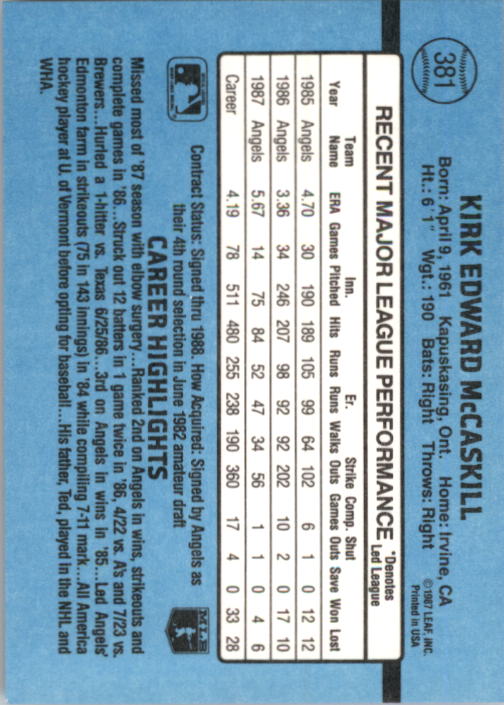 381
KIRK EDWARD McCASKILL
Born: April 9, 1961 Kapuskasing, Ont. Home: Irvine, CA
Ht.: 6'1" Wgt.: 190 Bats: Right Throws: Right
©1987 LEAF, INC.
Printed in USA
RECENT MAJOR LEAGUE PERFORMANCE *Denotes Led League
Team Inn. Er. Strike Comp. Shut
Year Name ERA Games Pitched Hits Runs Runs Walks Outs Games Outs Save Won Lost
1985 Angels 4.70 30 190 189 105 99 64 102 6 1 0 12 12
1986 Angels 3.36 34 246 207 98 92 92 202 10 2 0 17 10
1987 Angels 5.67 14 75 84 52 47 34 56 1 1 0 4 6
Career 4.19 78 511 480 255 238 190 360 17 4 0 33 28
Contract Status: Signed thru 1988. How Acquired: Signed by Angels as
their 4th round selection in June 1982 amateur draft
MLB
CAREER HIGHLIGHTS
Missed most of '87 season with elbow surgery...Ranked 2nd on Angels in wins, strikeouts and
complete games in '86...Struck out 12 batters in 1 game twice in '86, 4/22 vs. A's and 7/23 vs.
Brewers...Hurled a 1-hitter vs. Texas 6/25/86...3rd on Angels in wins in '85...Led Angels'
Edmonton farm in strikeouts (75 in 143 innings) in '84 while compiling 7-11 mark...All America
hockey player at U. of Vermont before opting for baseball...His father, Ted, played in the NHL and
WHA.